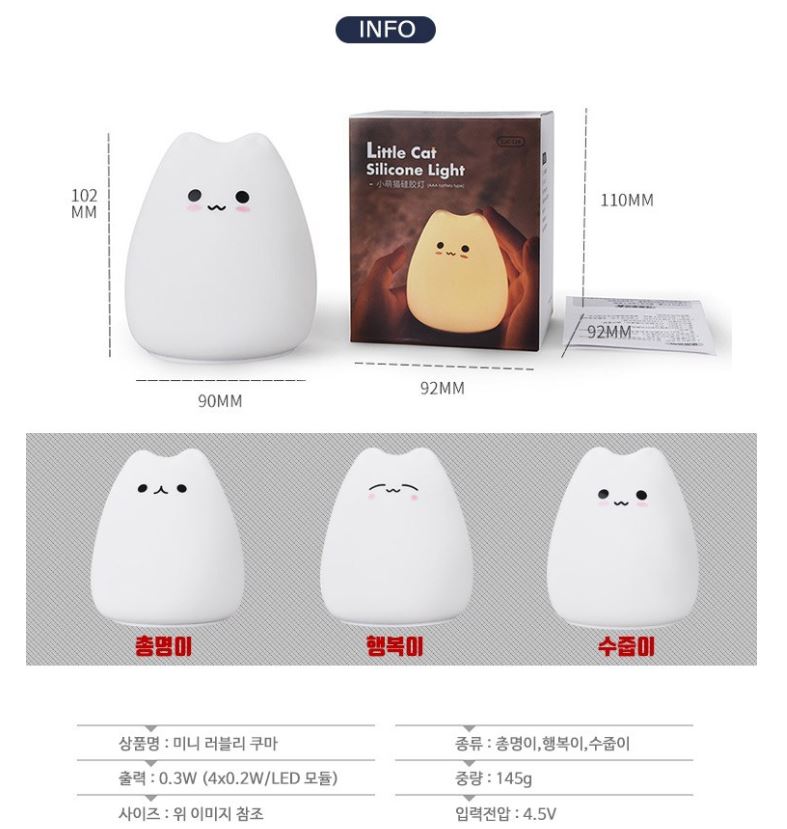 INFO
102
MM
Little Cat
Silicone Light
- 小萌猫硅胶灯 (AAA battery type)
110MM
92MM
92MM
90MM
총명이
행복이
수줍이
상품명 : 미니 러블리 쿠마
종류 : 총명이,행복이,수줍이
출력 : 0.3W (4x0.2W/LED 모듈)
중량 : 145g
사이즈 : 위 이미지 참조
입력전압 : 4.5V